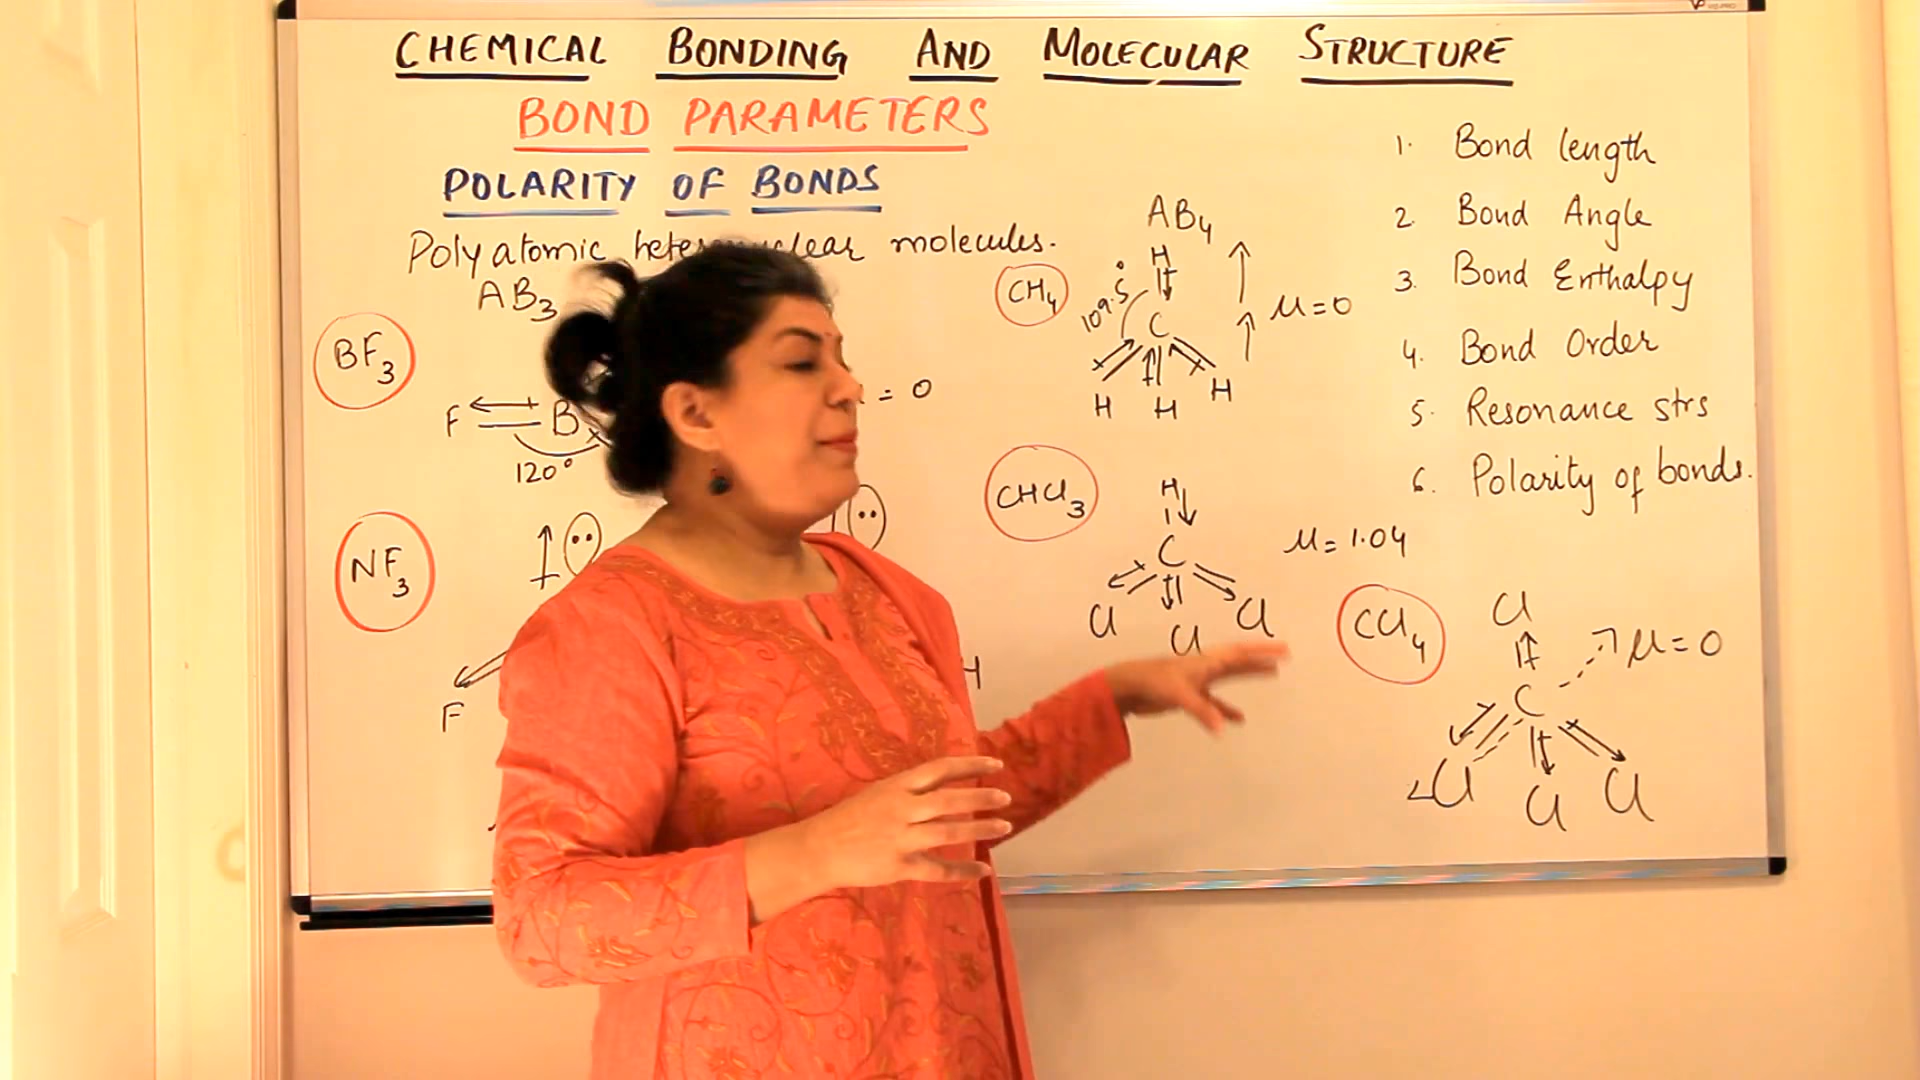 CHEMICAL BONDING AND MOLECULAR STRUCTURE
BOND PARAMETERS
POLARITY OF BONDS
Polyatomic molecules.
AB3
BF3
F B
120°
= 0
NF3
F
H
AB4
CH4
H
109.5°
C
H H H
μ=0
CHCl3
H
C
Cl Cl Cl
μ=1.04
CCl4
Cl
C
Cl Cl Cl
μ=0
1. Bond length
2. Bond Angle
3. Bond Enthalpy
4. Bond Order
5. Resonance strs
6. Polarity of bonds.